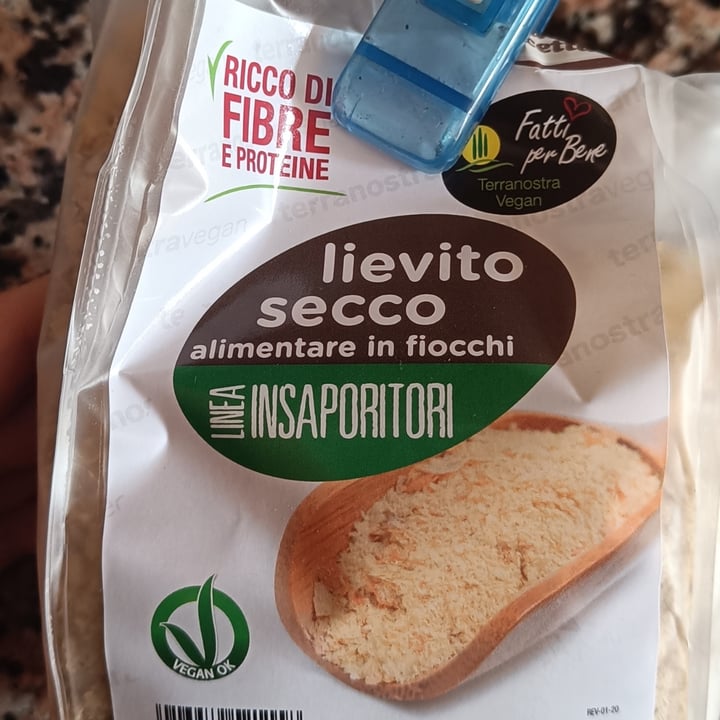 RICCO DI
FIBRE
E PROTEINE
Fatti
per Bene
Terranostra
Vegan
lievito
secco
alimentare in fiocchi
LINEA INSAPORITORI
VEGAN OK
REV-01-20